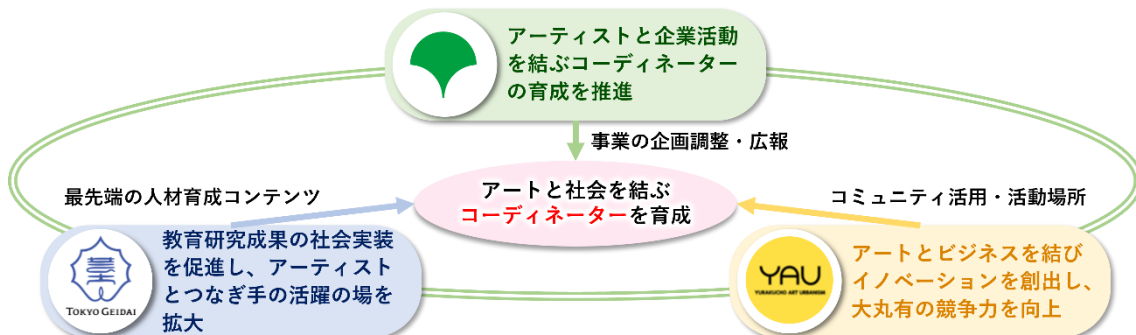 アーティストと企業活動
を結ぶコーディネーター
の育成を推進
事業の企画調整・広報
最先端の人材育成コンテンツ
アートと社会を結ぶ
コーディネーターを育成
コミュニティ活用・活動場所
TOKYO GEIDAI
教育研究成果の社会実装
を促進し、アーティスト
とつなぎ手の活躍の場を
拡大
YAU
YURAKUCHO ART URBANISM
アートとビジネスを結び
イノベーションを創出し、
大丸有の競争力を向上